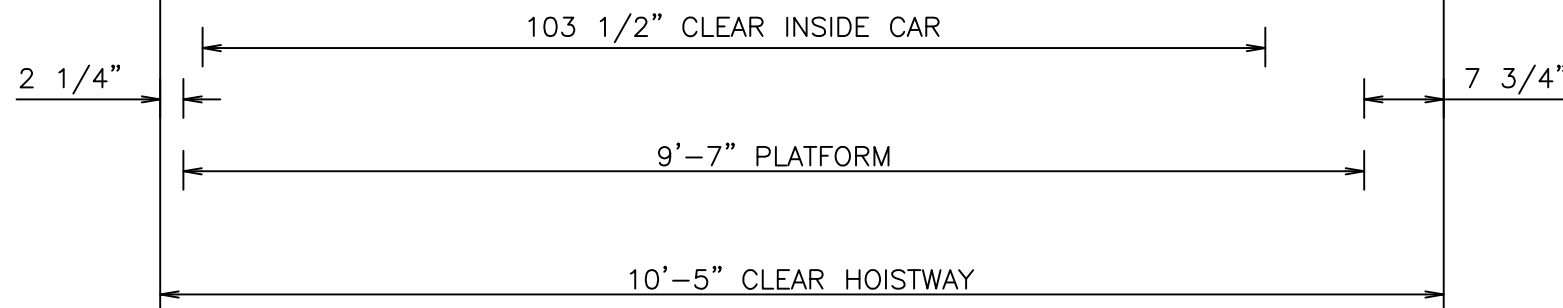 103 1/2" CLEAR INSIDE CAR
2 1/4"
7 3/4"
9'-7" PLATFORM
10'-5" CLEAR HOISTWAY